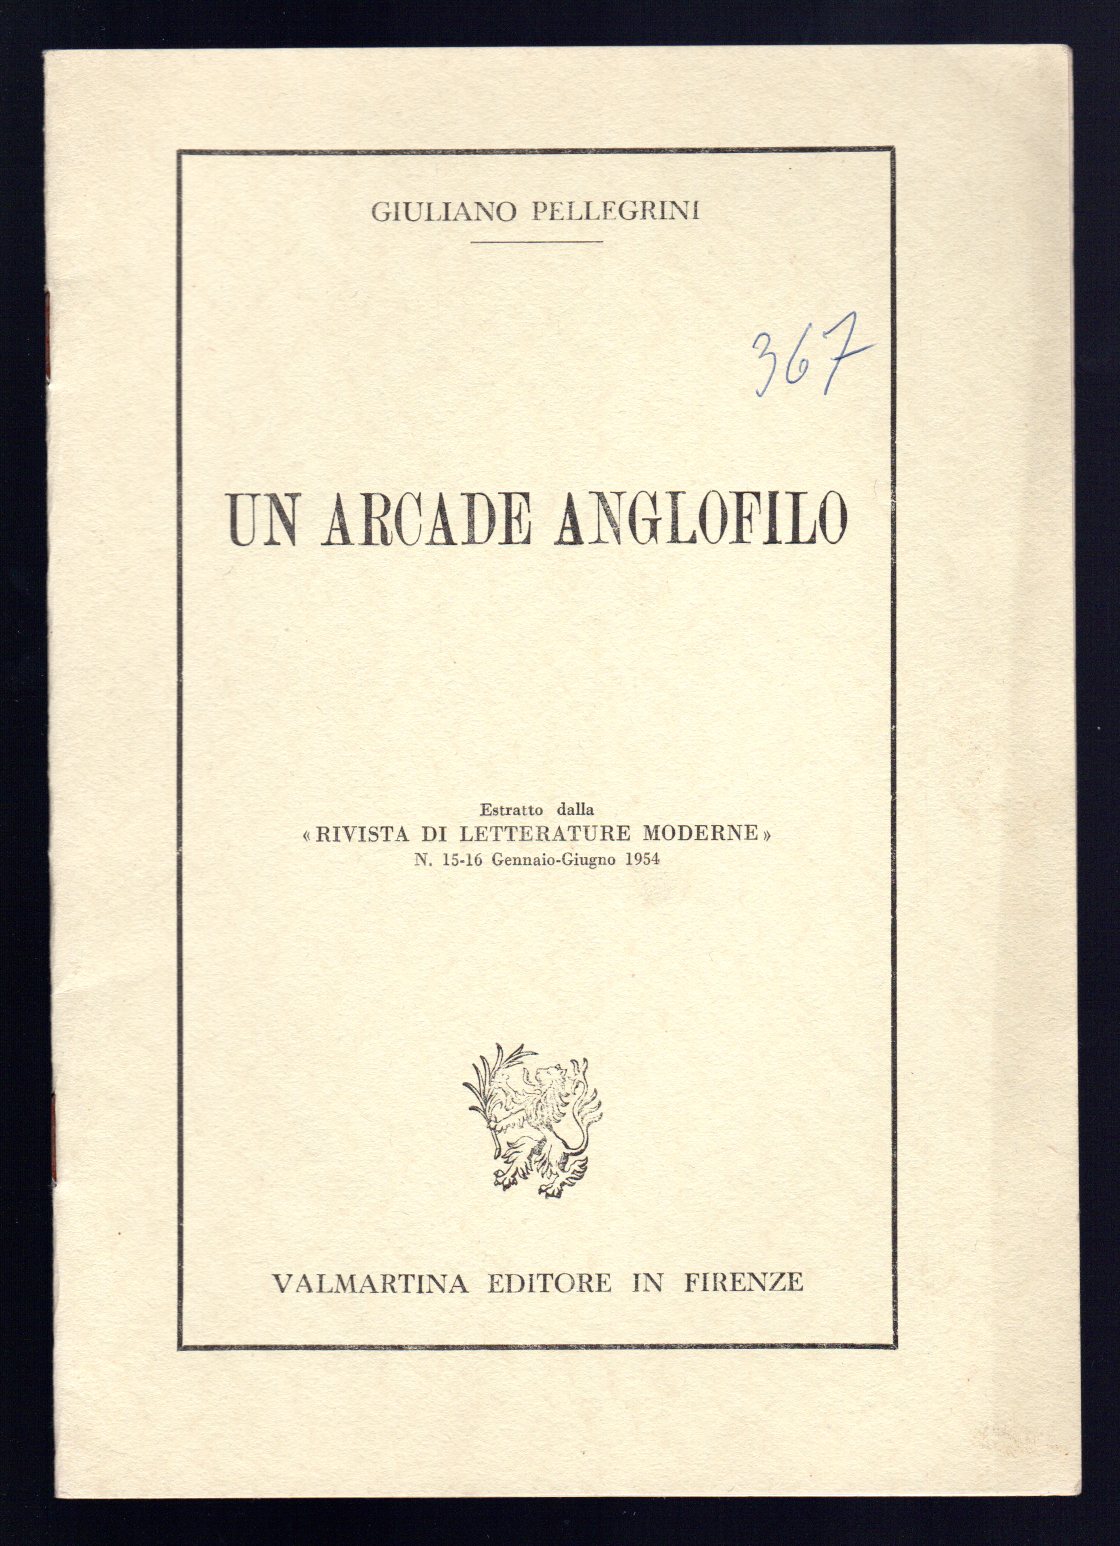 GIULIANO PELLEGRINI
367
UN ARCADE ANGLOFILO
Estratto dalla
«RIVISTA DI LETTERATURE MODERNE»
N. 15-16 Gennaio-Giugno 1954
VALMARTINA EDITORE IN FIRENZE